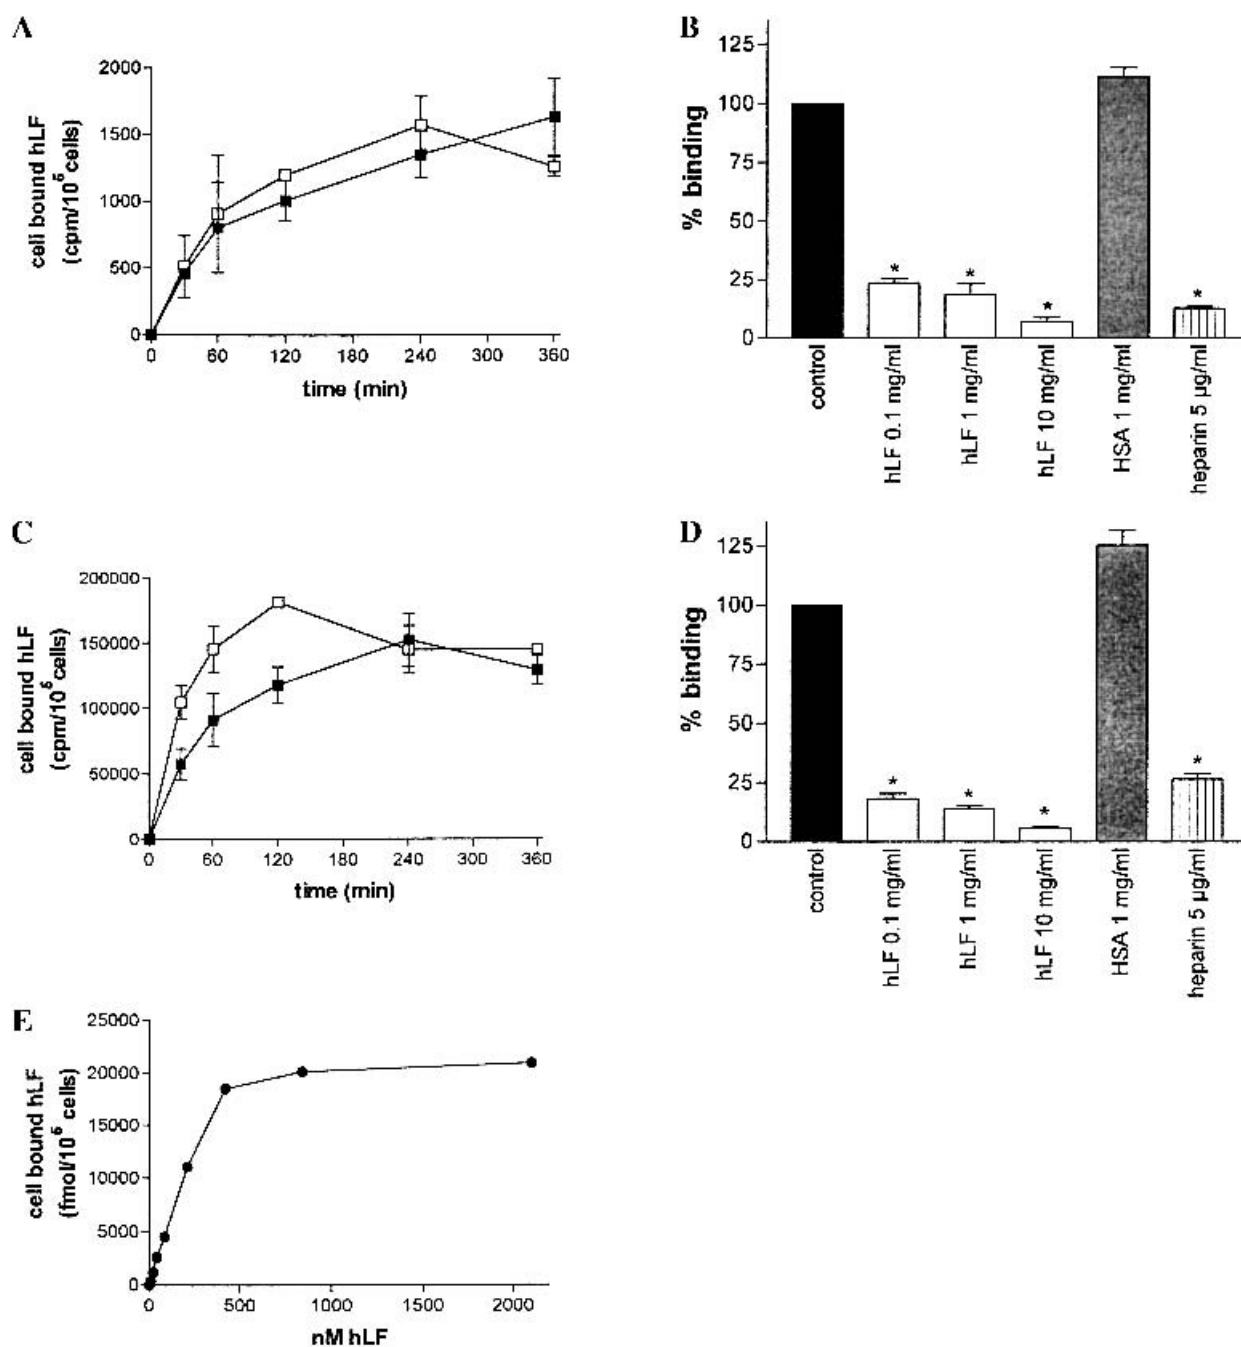 A
cell bound hLF
(cpm/10⁶ cells)
2000
1500
1000
500
0
0 60 120 180 240 300 360
time (min)
B
% binding
125
100
75
50
25
0
* * * *
control
hLF 0.1 mg/ml
hLF 1 mg/ml
hLF 10 mg/ml
HSA 1 mg/ml
heparin 5 µg/ml
C
cell bound hLF
(cpm/10⁶ cells)
200000
150000
100000
50000
0
0 60 120 180 240 300 360
time (min)
D
% binding
125
100
75
50
25
0
* * * *
control
hLF 0.1 mg/ml
hLF 1 mg/ml
hLF 10 mg/ml
HSA 1 mg/ml
heparin 5 µg/ml
E
cell bound hLF
(fmol/10⁶ cells)
25000
20000
15000
10000
5000
0
0 500 1000 1500 2000
nM hLF